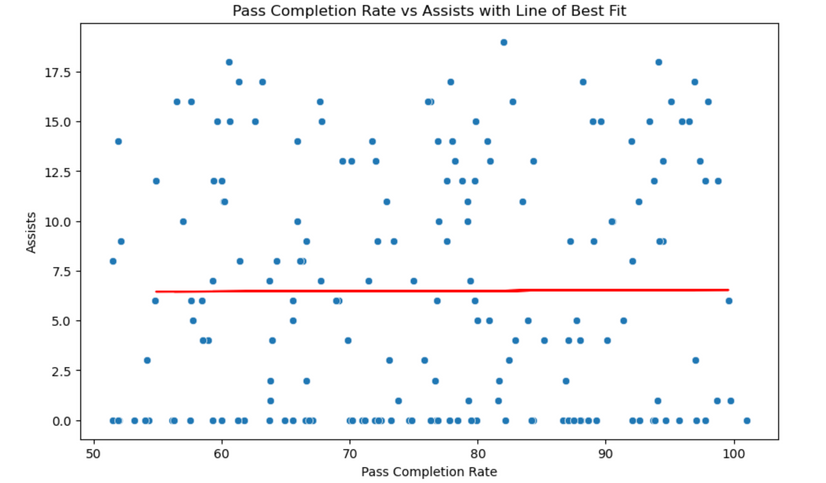 Pass Completion Rate vs Assists with Line of Best Fit
17.5
15.0
12.5
10.0
7.5
5.0
2.5
0.0
Assists
50 60 70 80 90 100
Pass Completion Rate